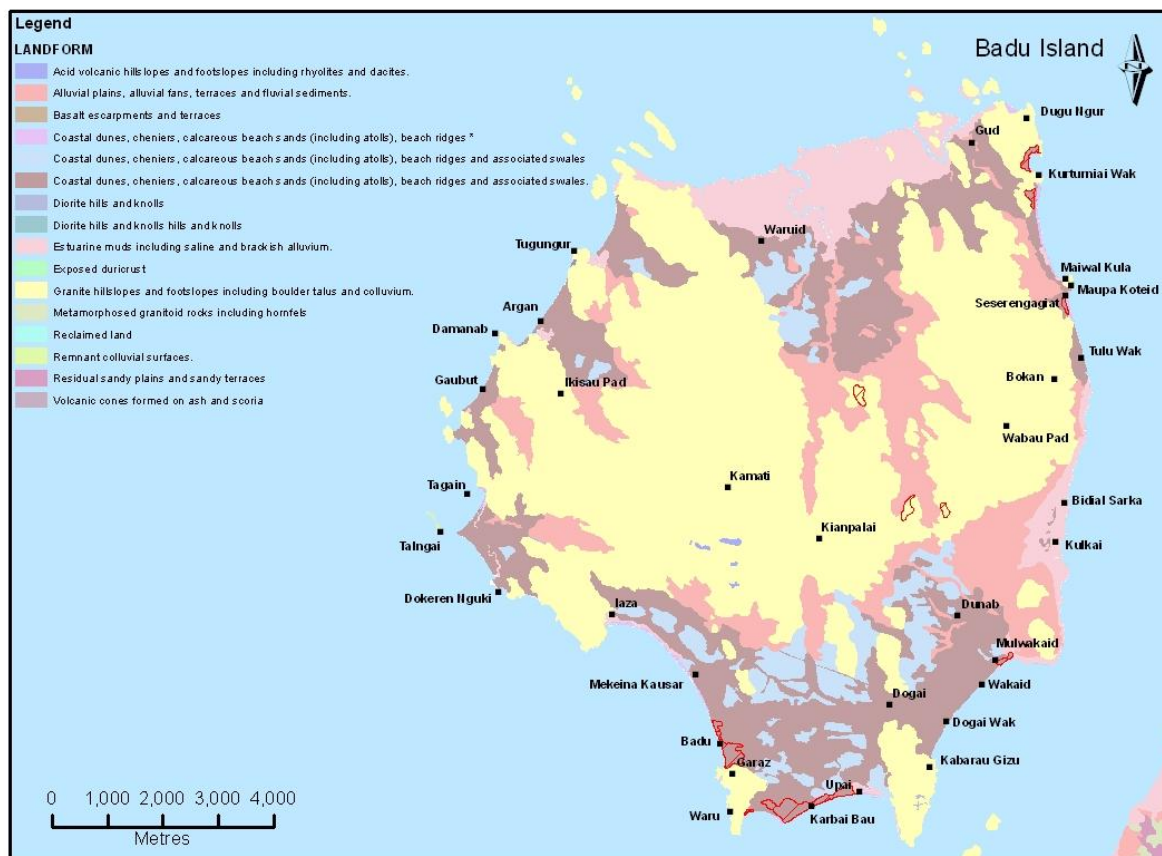 Legend
LANDFORM
Acid volcanic hillslopes and footslopes including rhyolites and dacites.
Alluvial plains, alluvial fans, terraces and fluvial sediments.
Basalt escarpments and terraces
Coastal dunes, cheniers, calcareous beach sands (including atolls), beach ridges *
Coastal dunes, cheniers, calcareous beach sands (including atolls), beach ridges and associated swales
Coastal dunes, cheniers, calcareous beach sands (including atolls), beach ridges and associated swales.
Diorite hills and knolls
Diorite hills and knolls hills and knolls
Estuarine muds including saline and brackish alluvium.
Exposed duricrust
Granite hillslopes and footslopes including boulder talus and colluvium.
Metamorphosed granitoid rocks including hornfels
Reclaimed land
Remnant colluvial surfaces.
Residual sandy plains and sandy terraces
Volcanic cones formed on ash and scoria
Badu Island
N
Dugu Ngur
Gud
Kurturniai Wak
Waruid
Tugungur
Maiwal Kula
Maupa Koteid
Seserengagiat
Argan
Damanab
Tulu Wak
Gaubut
Ikisau Pad
Bokan
Wabau Pad
Kamati
Tagain
Bidial Sarka
Kianpalai
Talngai
Kulkai
Dokeren Nguki
Iaza
Dunab
Mulwakaid
Mekeina Kausar
Wakaid
Dogai
Dogai Wak
Badu
Garaz
Kabarau Gizu
Upai
Waru
Karbai Bau
0 1,000 2,000 3,000 4,000
Metres